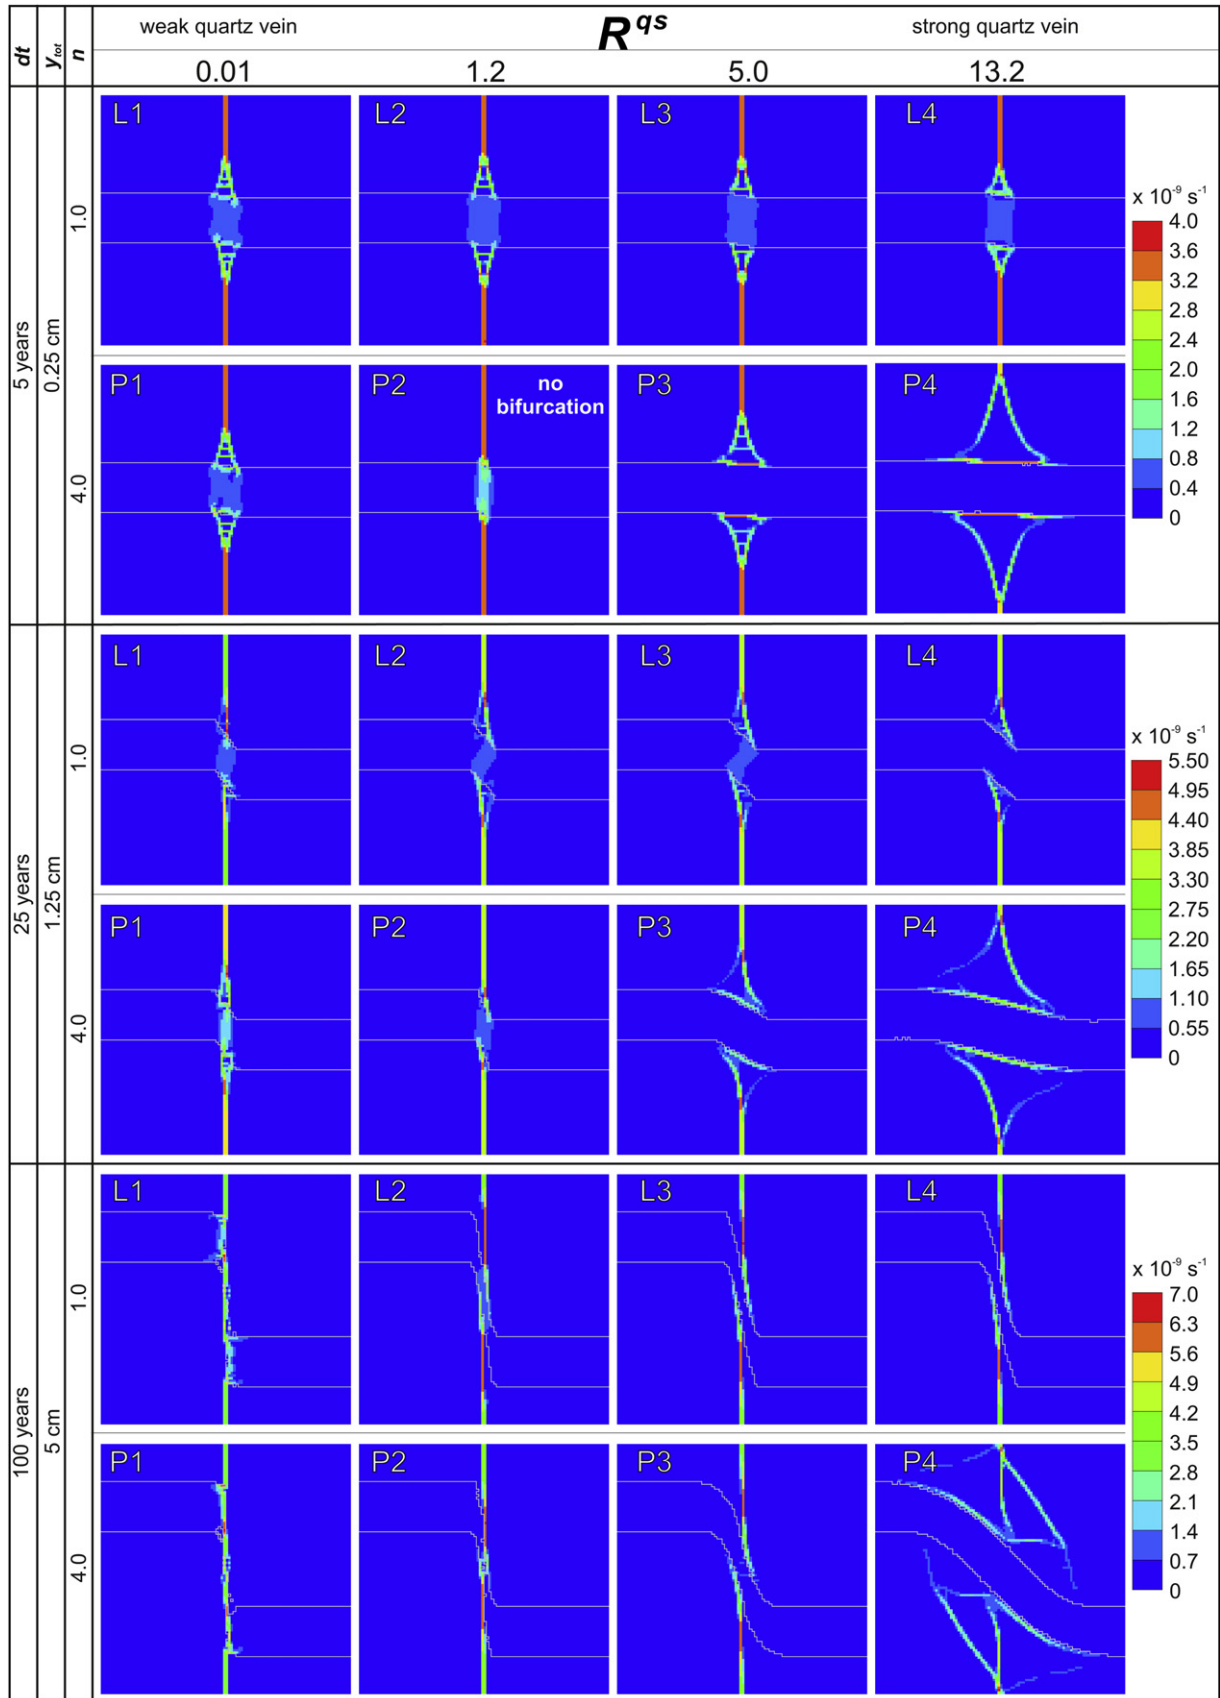 dt
y_tot
n
weak quartz vein
R^qs
strong quartz vein
0.01
1.2
5.0
13.2
5 years
0.25 cm
1.0
L1
L2
L3
L4
4.0
P1
P2
no
bifurcation
P3
P4
x 10⁻⁹ s⁻¹
4.0
3.6
3.2
2.8
2.4
2.0
1.6
1.2
0.8
0.4
0
25 years
1.25 cm
1.0
L1
L2
L3
L4
4.0
P1
P2
P3
P4
x 10⁻⁹ s⁻¹
5.50
4.95
4.40
3.85
3.30
2.75
2.20
1.65
1.10
0.55
0
100 years
5 cm
1.0
L1
L2
L3
L4
4.0
P1
P2
P3
P4
x 10⁻⁹ s⁻¹
7.0
6.3
5.6
4.9
4.2
3.5
2.8
2.1
1.4
0.7
0